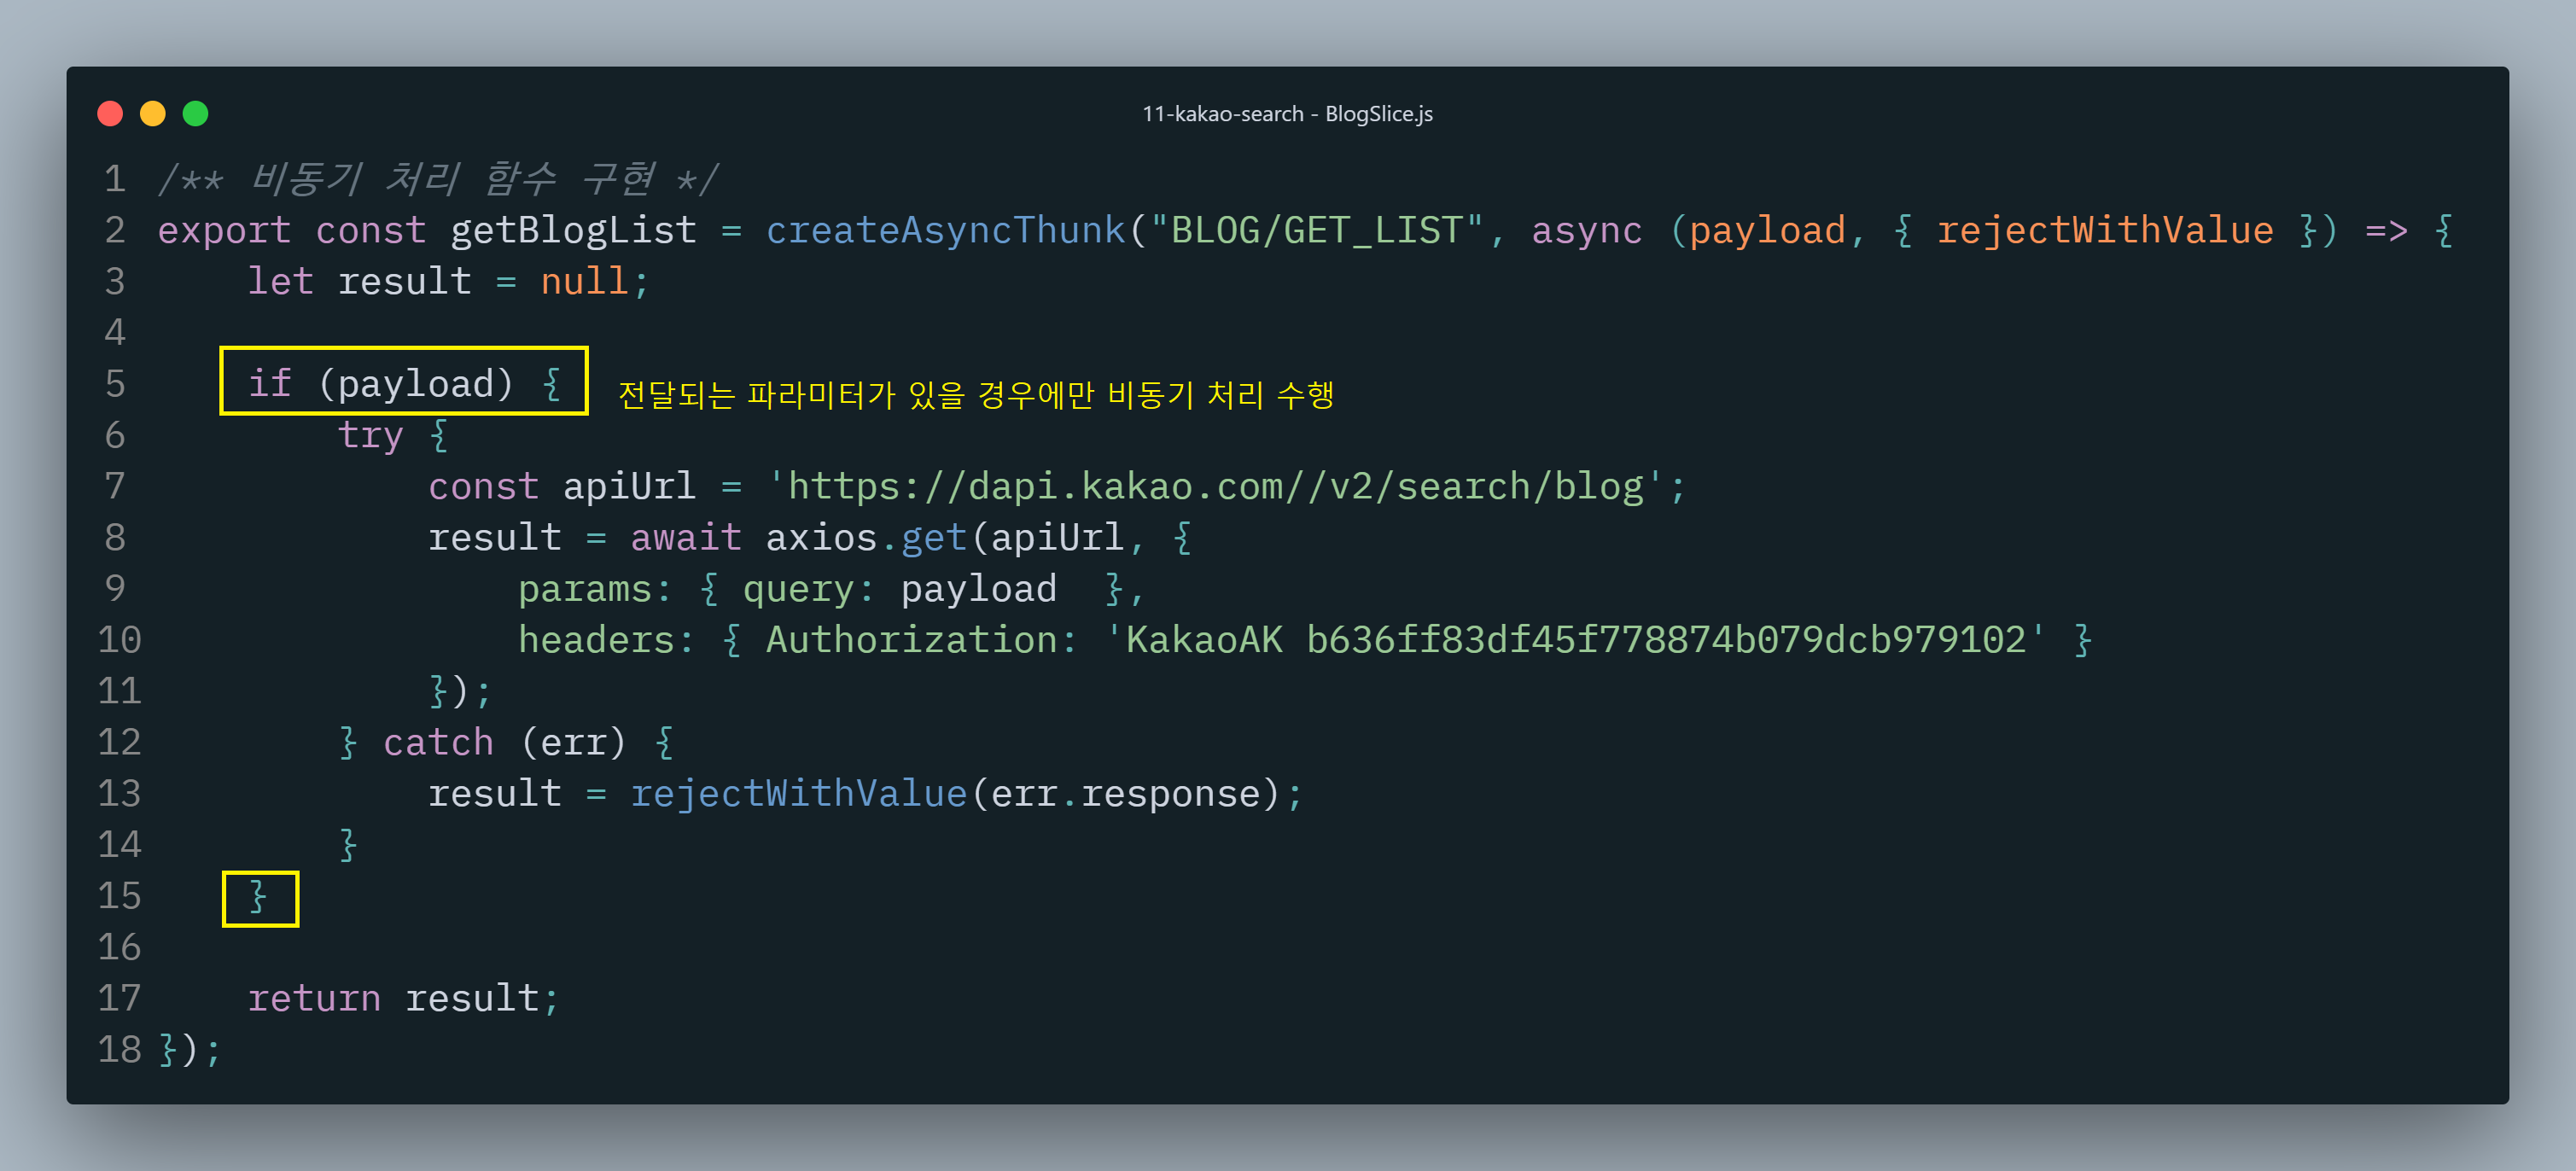 11-kakao-search - BlogSlice.js
1 /** 비동기 처리 함수 구현 */
2 export const getBlogList = createAsyncThunk("BLOG/GET_LIST", async (payload, { rejectWithValue }) => {
3     let result = null;
4
5     if (payload) { 전달되는 파라미터가 있을 경우에만 비동기 처리 수행
6         try {
7             const apiUrl = 'https://dapi.kakao.com//v2/search/blog';
8             result = await axios.get(apiUrl, {
9                 params: { query: payload  },
10                 headers: { Authorization: 'KakaoAK b636ff83df45f778874b079dcb979102' }
11             });
12         } catch (err) {
13             result = rejectWithValue(err.response);
14         }
15     }
16
17     return result;
18 });